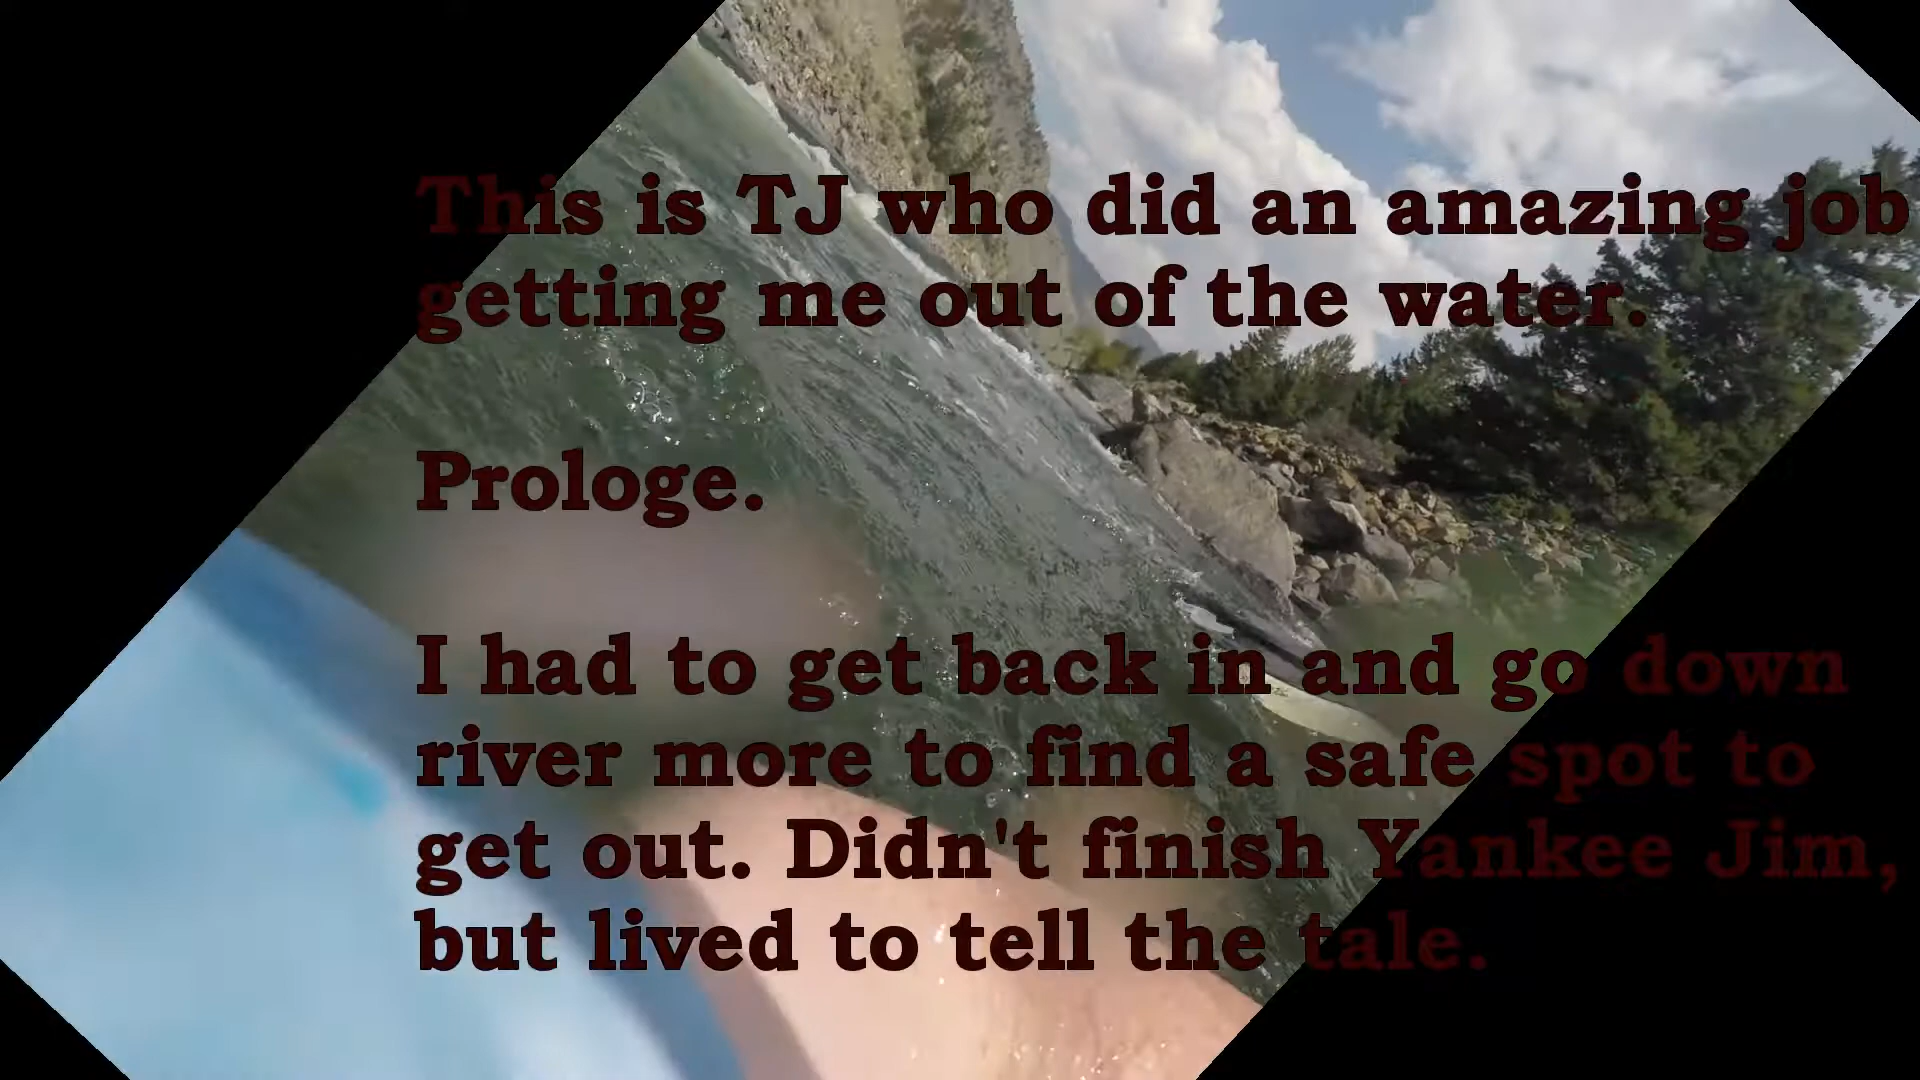 This is TJ who did an amazing job
getting me out of the water.
Prologe.
I had to get back in and go down
river more to find a safe spot to
get out. Didn't finish Yankee Jim,
but lived to tell the tale.